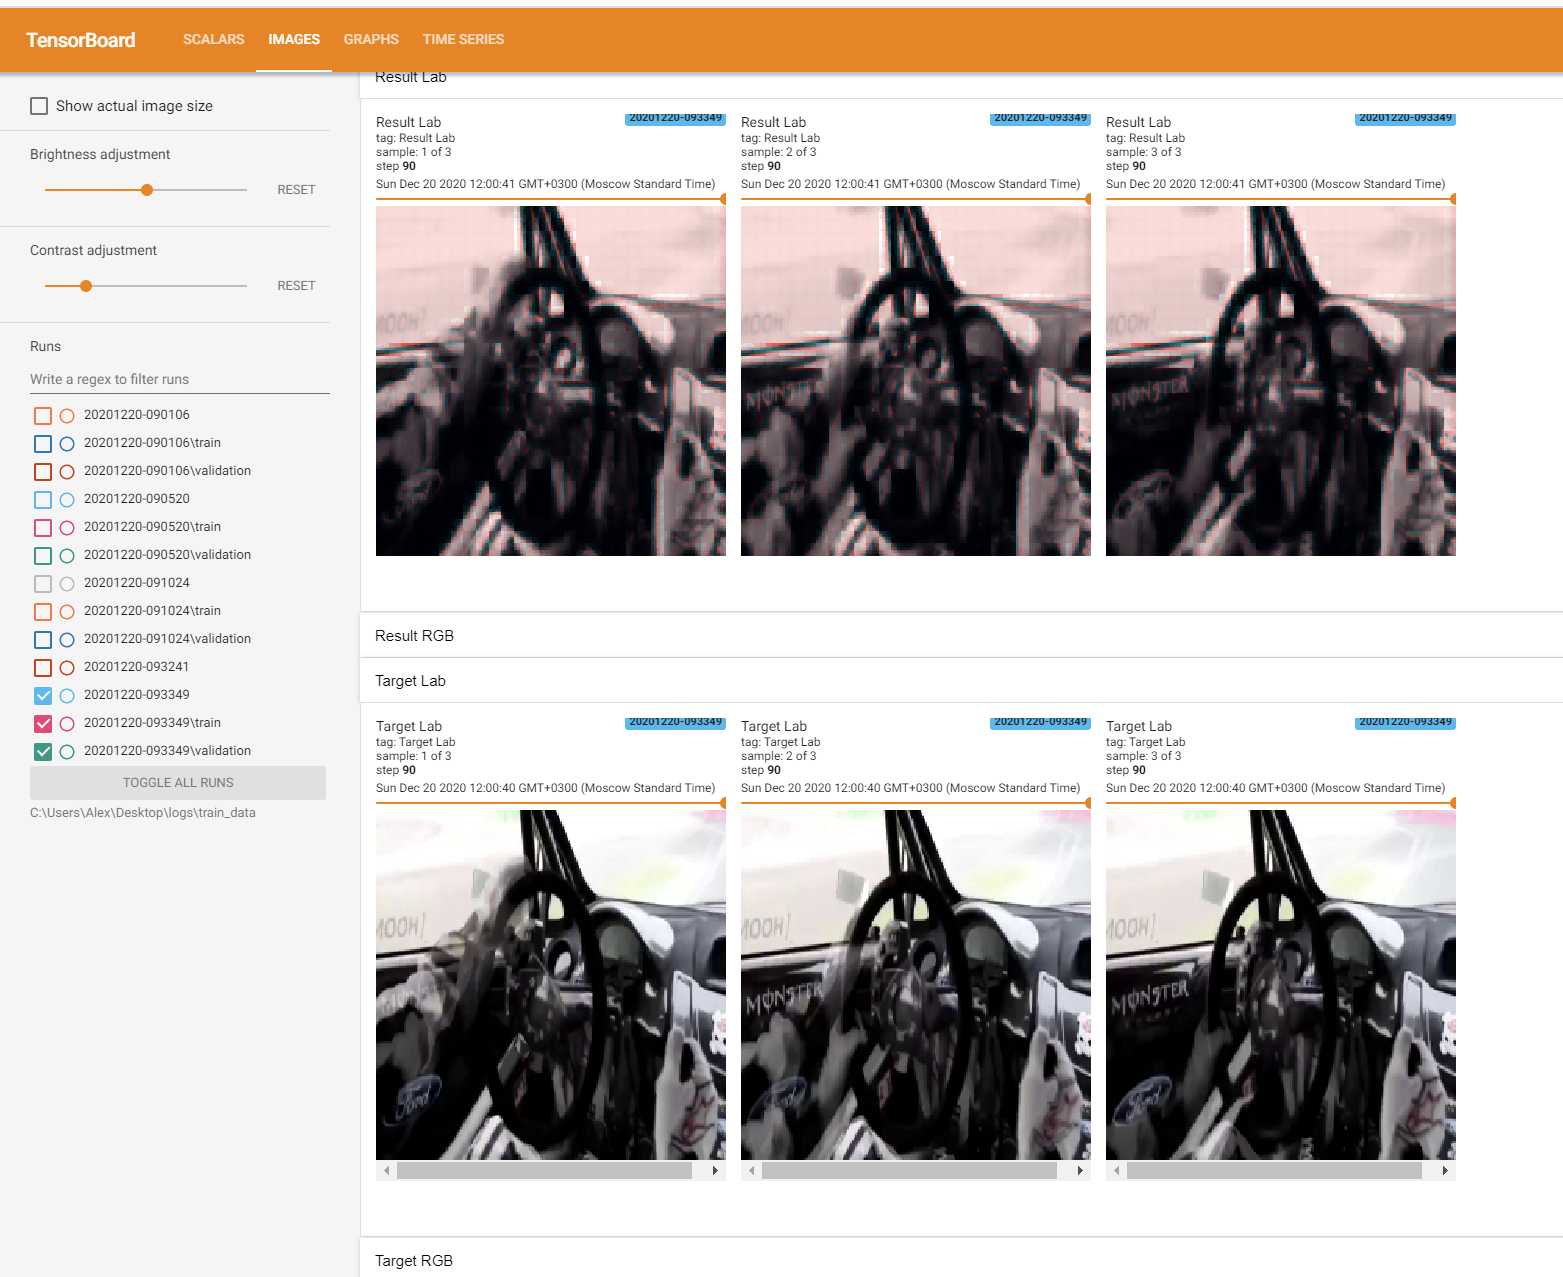 TensorBoard SCALARS IMAGES GRAPHS TIME SERIES
Show actual image size
Brightness adjustment
RESET
Contrast adjustment
RESET
Runs
Write a regex to filter runs
20201220-090106
20201220-090106\train
20201220-090106\validation
20201220-090520
20201220-090520\train
20201220-090520\validation
20201220-091024
20201220-091024\train
20201220-091024\validation
20201220-093241
20201220-093349
20201220-093349\train
20201220-093349\validation
TOGGLE ALL RUNS
C:\Users\Alex\Desktop\logs\train_data
Result Lab
Result Lab 20201220-093349
tag: Result Lab
sample: 1 of 3
step 90
Sun Dec 20 2020 12:00:41 GMT+0300 (Moscow Standard Time)
MONSTER
Result Lab 20201220-093349
tag: Result Lab
sample: 2 of 3
step 90
Sun Dec 20 2020 12:00:41 GMT+0300 (Moscow Standard Time)
MONSTER
Result Lab 20201220-093349
tag: Result Lab
sample: 3 of 3
step 90
Sun Dec 20 2020 12:00:41 GMT+0300 (Moscow Standard Time)
Result RGB
Target Lab
Target Lab 20201220-093349
tag: Target Lab
sample: 1 of 3
step 90
Sun Dec 20 2020 12:00:40 GMT+0300 (Moscow Standard Time)
Ford
Target Lab 20201220-093349
tag: Target Lab
sample: 2 of 3
step 90
Sun Dec 20 2020 12:00:40 GMT+0300 (Moscow Standard Time)
MONSTER
Ford
Target Lab 20201220-093349
tag: Target Lab
sample: 3 of 3
step 90
Sun Dec 20 2020 12:00:40 GMT+0300 (Moscow Standard Time)
MONSTER
Ford
Target RGB